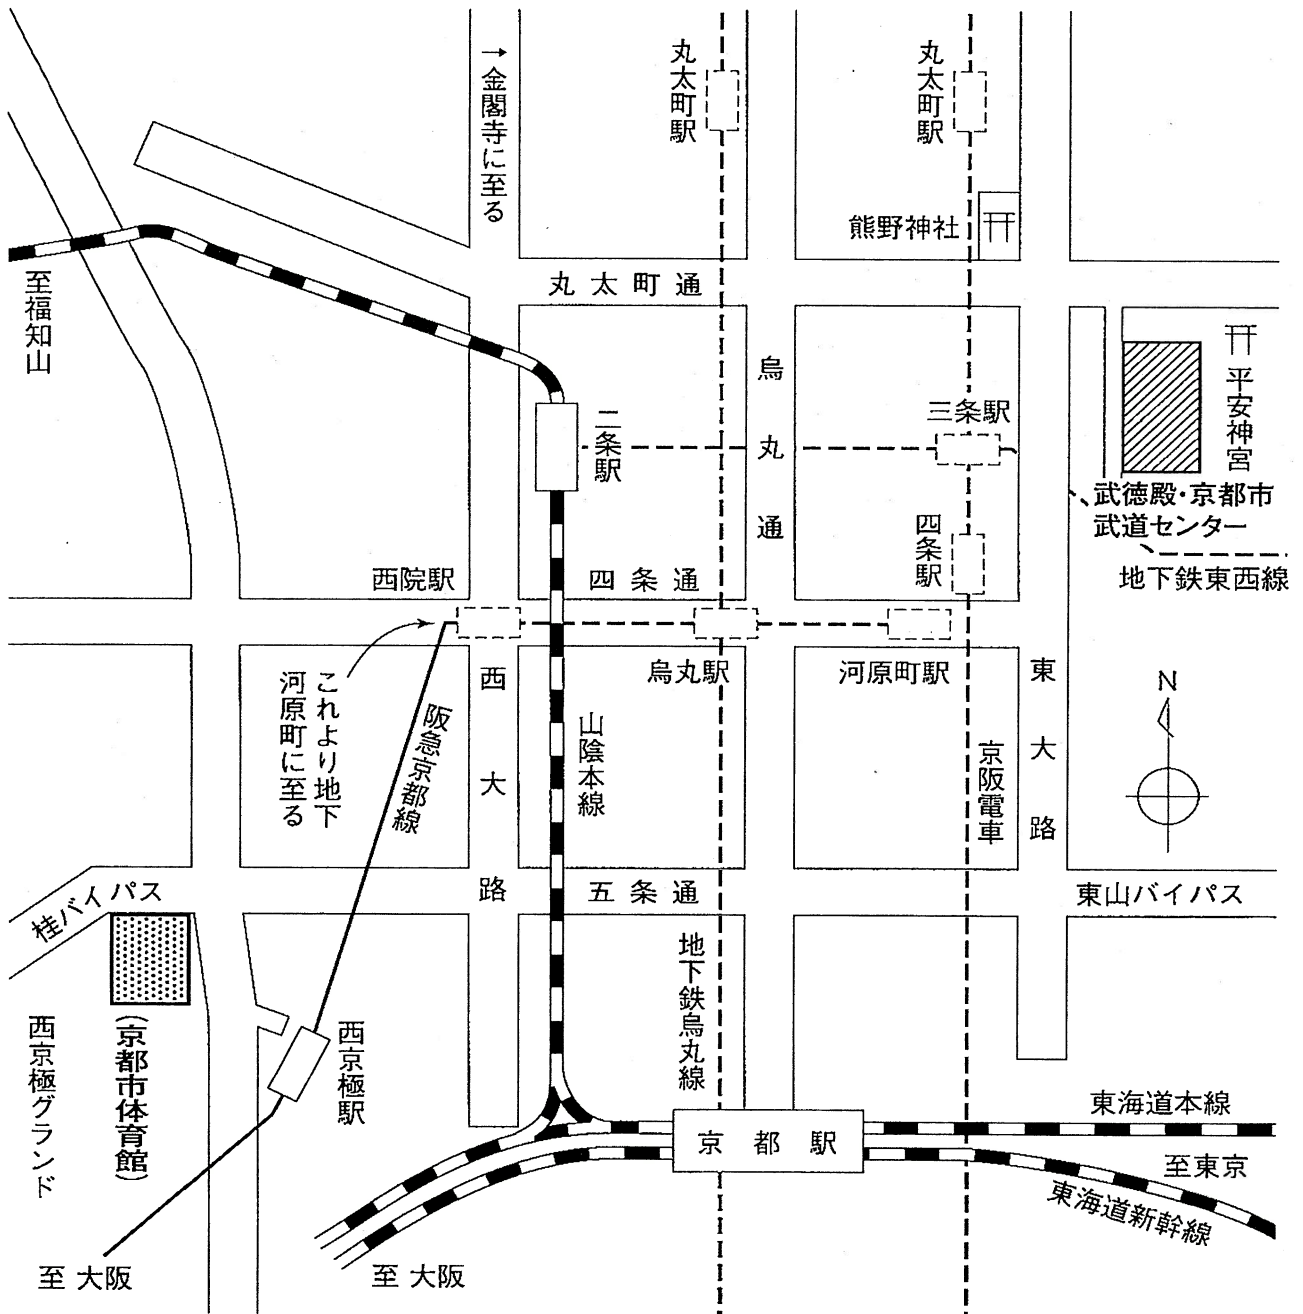 →金閣寺に至る
丸太町駅
丸太町駅
熊野神社
丸太町通
至福知山
烏丸通
平安神宮
二条駅
三条駅
武徳殿・京都市
武道センター
四条駅
地下鉄東西線
西院駅
四条通
これより地下
河原町に至る
阪急京都線
西大路
山陰本線
烏丸駅
河原町駅
京阪電車
東大路
N
桂バイパス
五条通
東山バイパス
西京極グランド
(京都市体育館)
西京極駅
地下鉄烏丸線
京都駅
東海道本線
至東京
東海道新幹線
至 大阪
至 大阪